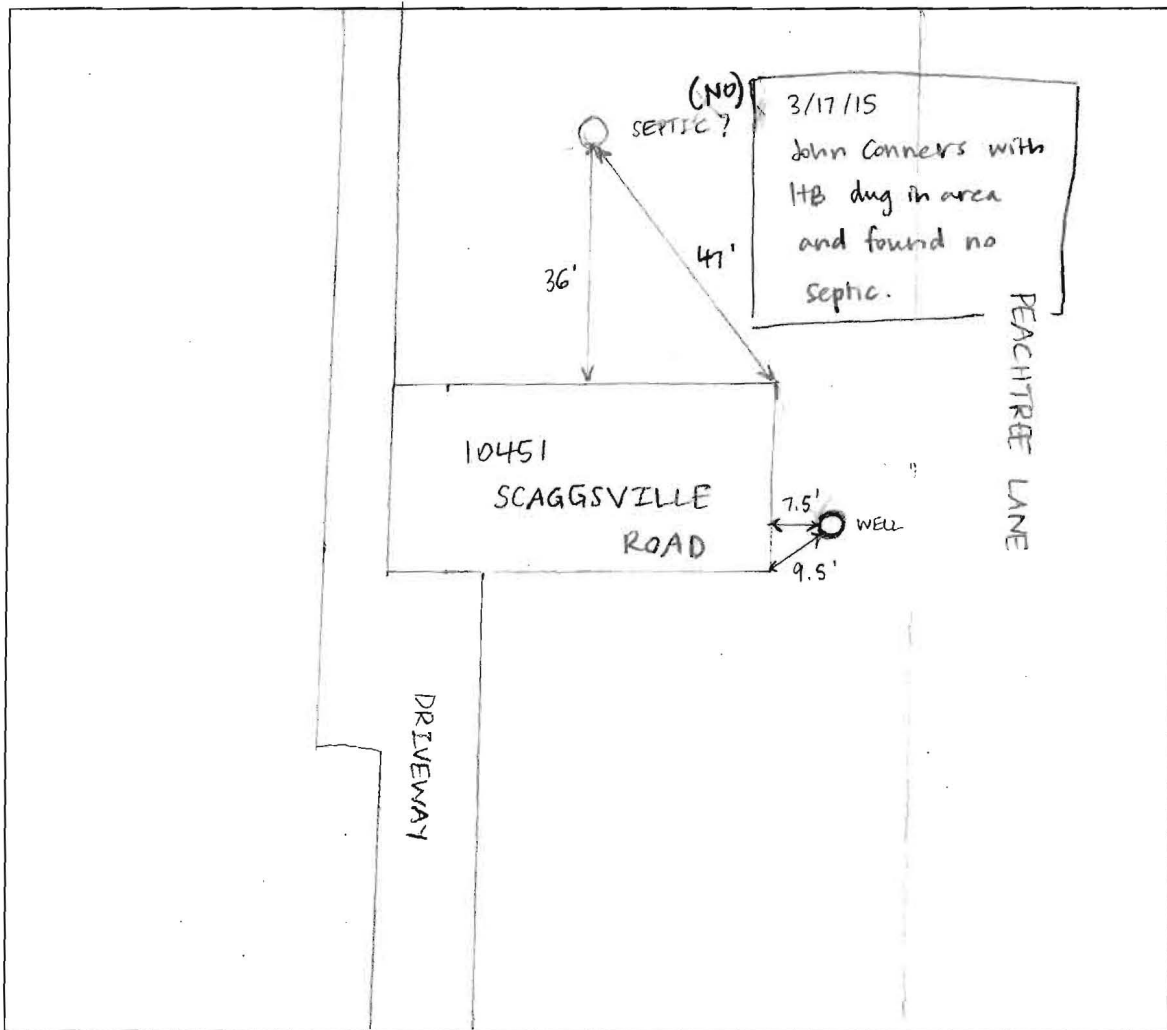 (NO)
SEPTIC ?
3/17/15
John Conners with
HB dug in area
and found no
septic.
36'
47'
PEACHTREE LANE
10451
SCAGGSVILLE
ROAD
7.5'
WELL
9.5'
DRIVEWAY